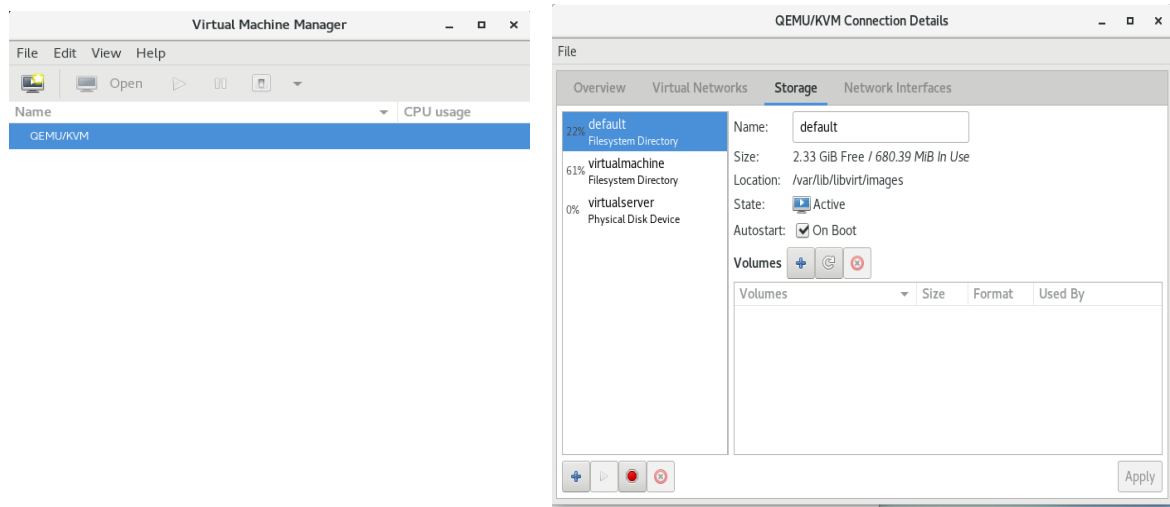 Virtual Machine Manager
File Edit View Help
Open
Name CPU usage
QEMU/KVM
QEMU/KVM Connection Details
File
Overview Virtual Networks Storage Network Interfaces
22% default
Filesystem Directory
61% virtualmachine
Filesystem Directory
0% virtualserver
Physical Disk Device
Name: default
Size: 2.33 GiB Free / 680.39 MiB In Use
Location: /var/lib/libvirt/images
State: Active
Autostart: On Boot
Volumes
Volumes Size Format Used By
Apply